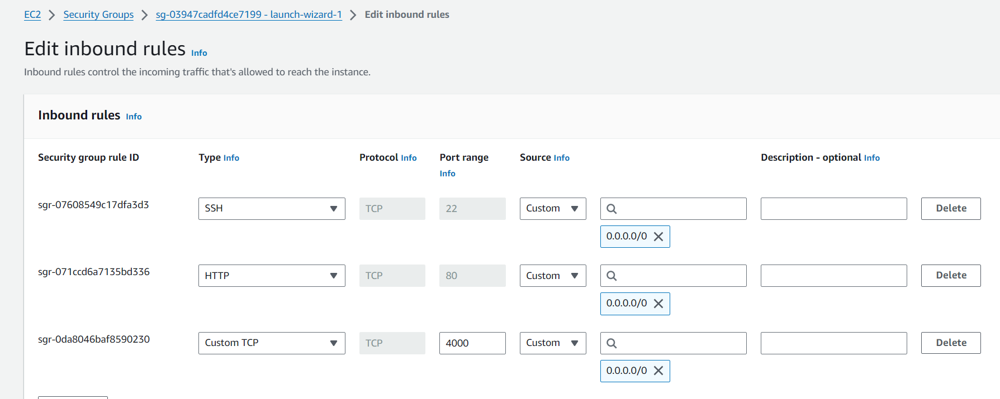 EC2 > Security Groups > sg-03947cadfd4ce7199 - launch-wizard-1 > Edit inbound rules
Edit inbound rules Info
Inbound rules control the incoming traffic that's allowed to reach the instance.
Inbound rules Info
Security group rule ID Type Info Protocol Info Port range Info Source Info Description - optional Info
sgr-07608549c17dfa3d3 SSH TCP 22 Custom Delete
0.0.0.0/0
sgr-071ccd6a7135bd336 HTTP TCP 80 Custom Delete
0.0.0.0/0
sgr-0da8046baf8590230 Custom TCP TCP 4000 Custom Delete
0.0.0.0/0